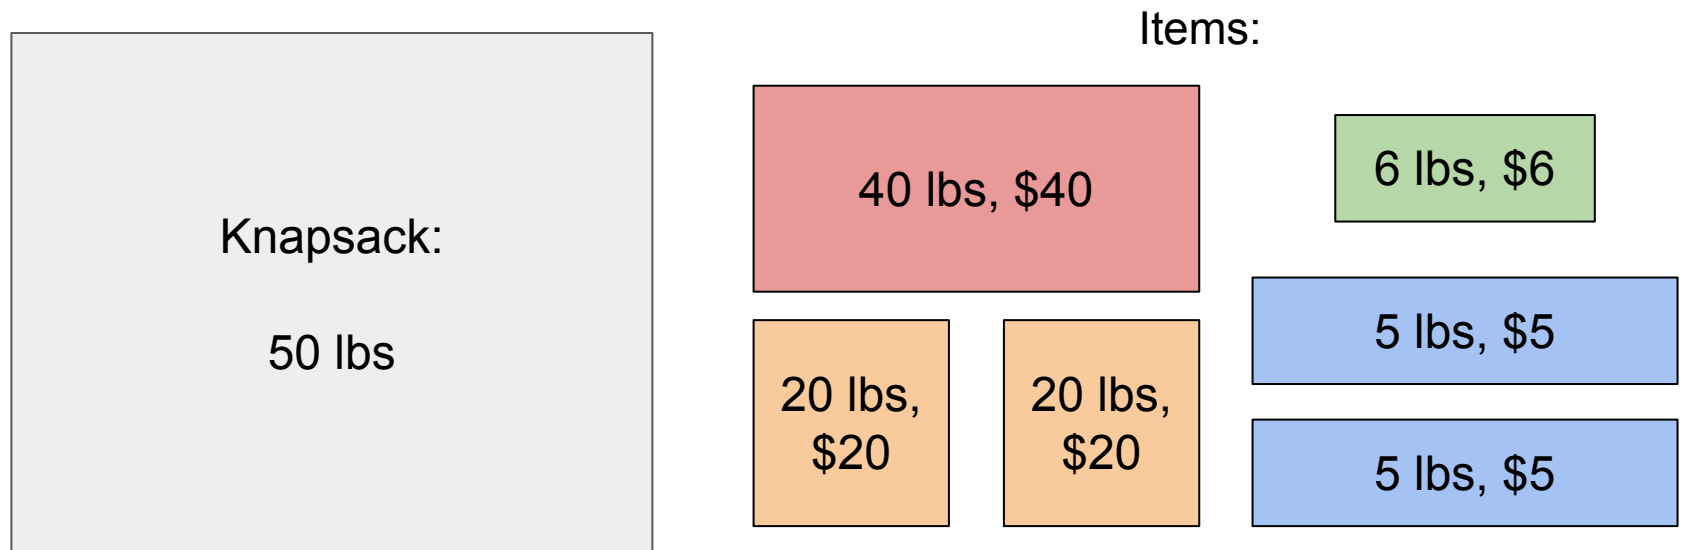 Items:
Knapsack:
50 lbs
40 lbs, $40
6 lbs, $6
20 lbs,
$20
20 lbs,
$20
5 lbs, $5
5 lbs, $5